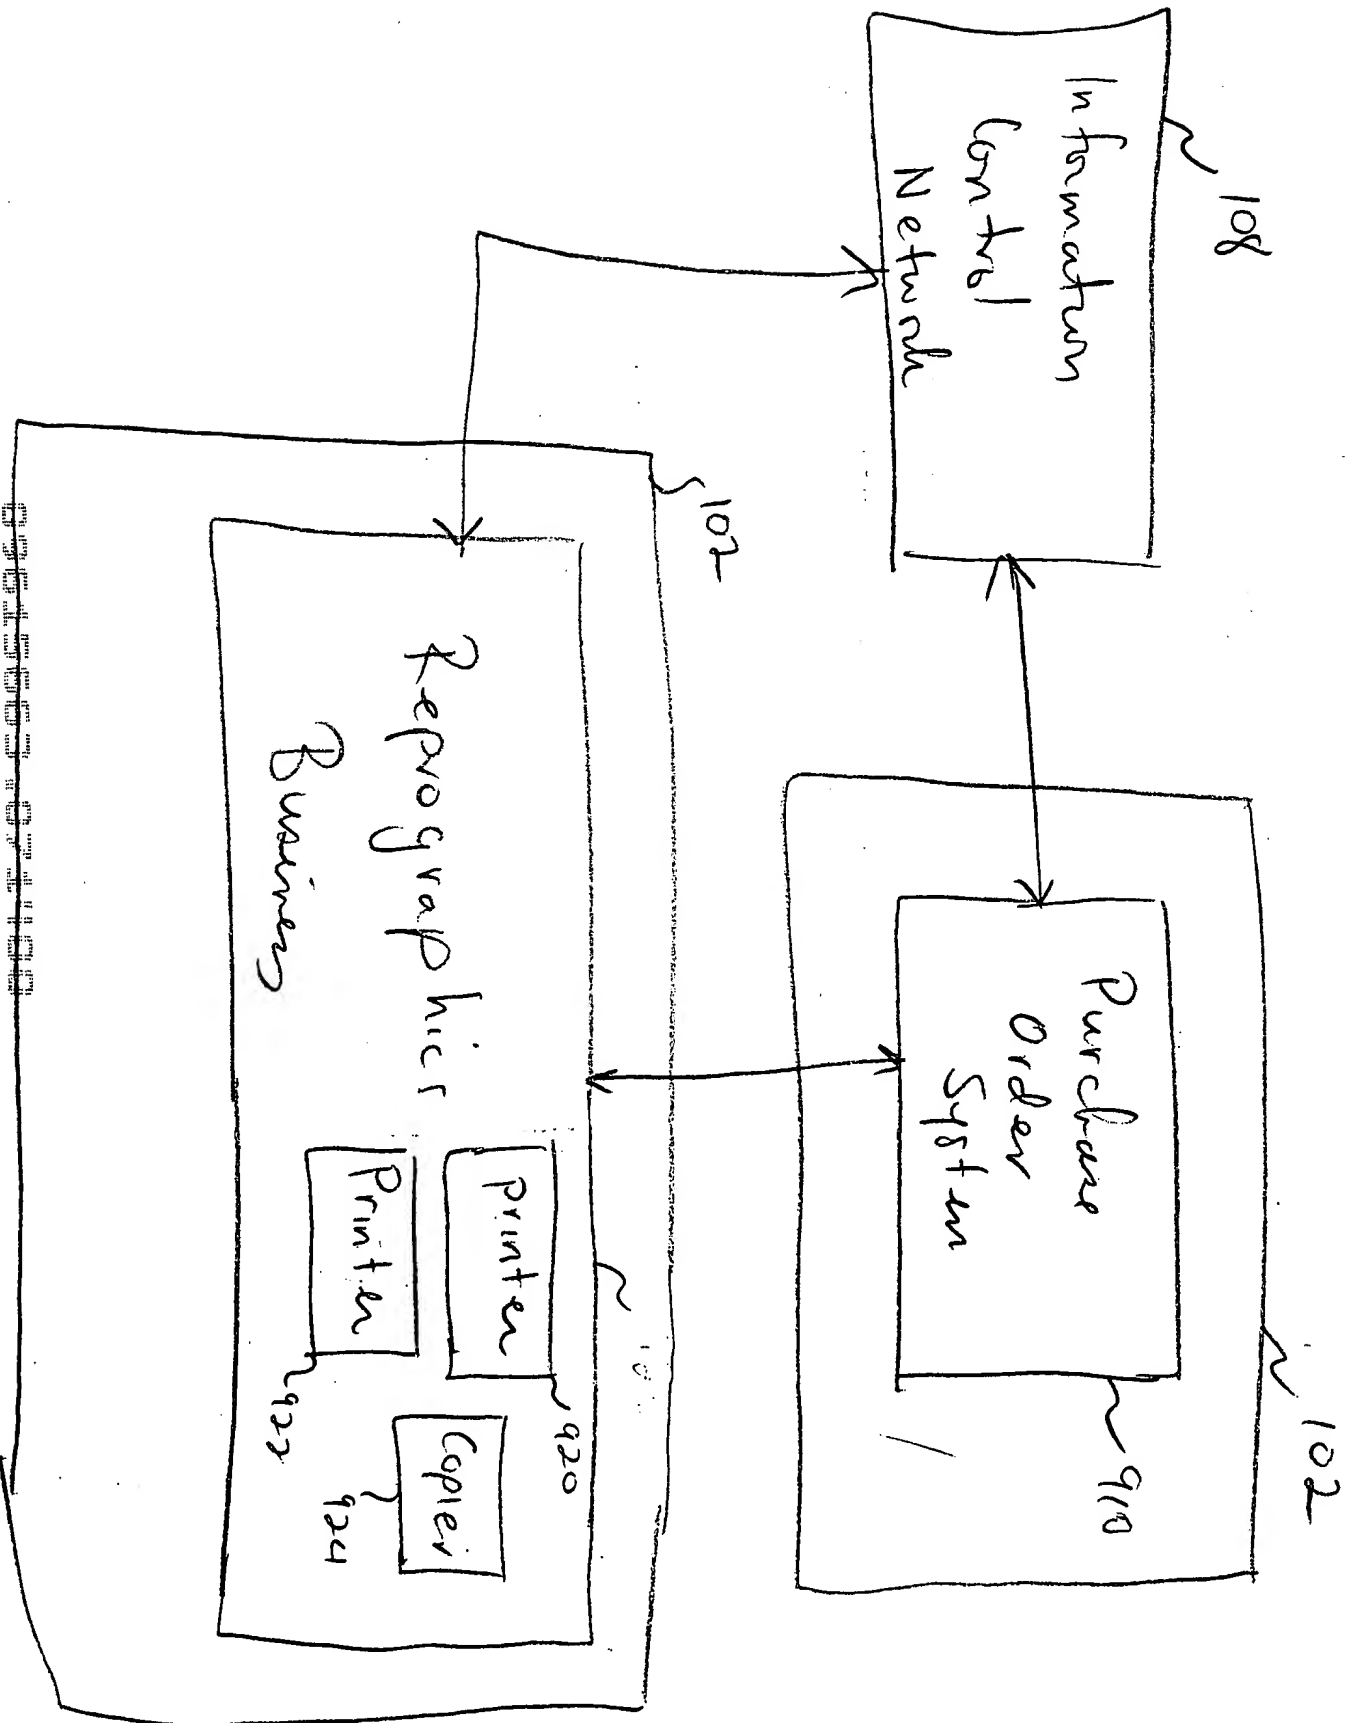 108
Information
Control
Network
102
Purchase
Order
System
910
102
Reprographics
Business
Printer
920
Printer
922
Copier
924